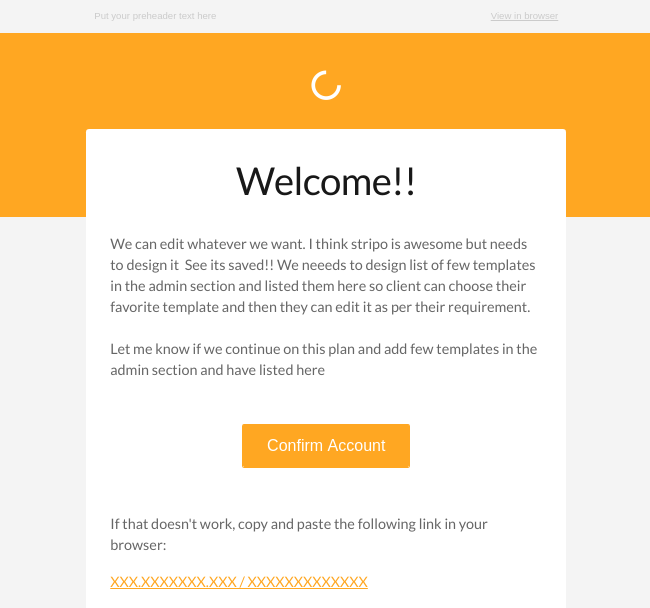 Put your preheader text here
View in browser
Welcome!!
We can edit whatever we want. I think stripo is awesome but needs
to design it  See its saved!! We neeeds to design list of few templates
in the admin section and listed them here so client can choose their
favorite template and then they can edit it as per their requirement.
Let me know if we continue on this plan and add few templates in the
admin section and have listed here
Confirm Account
If that doesn't work, copy and paste the following link in your
browser:
XXX.XXXXXXX.XXX / XXXXXXXXXXXXX